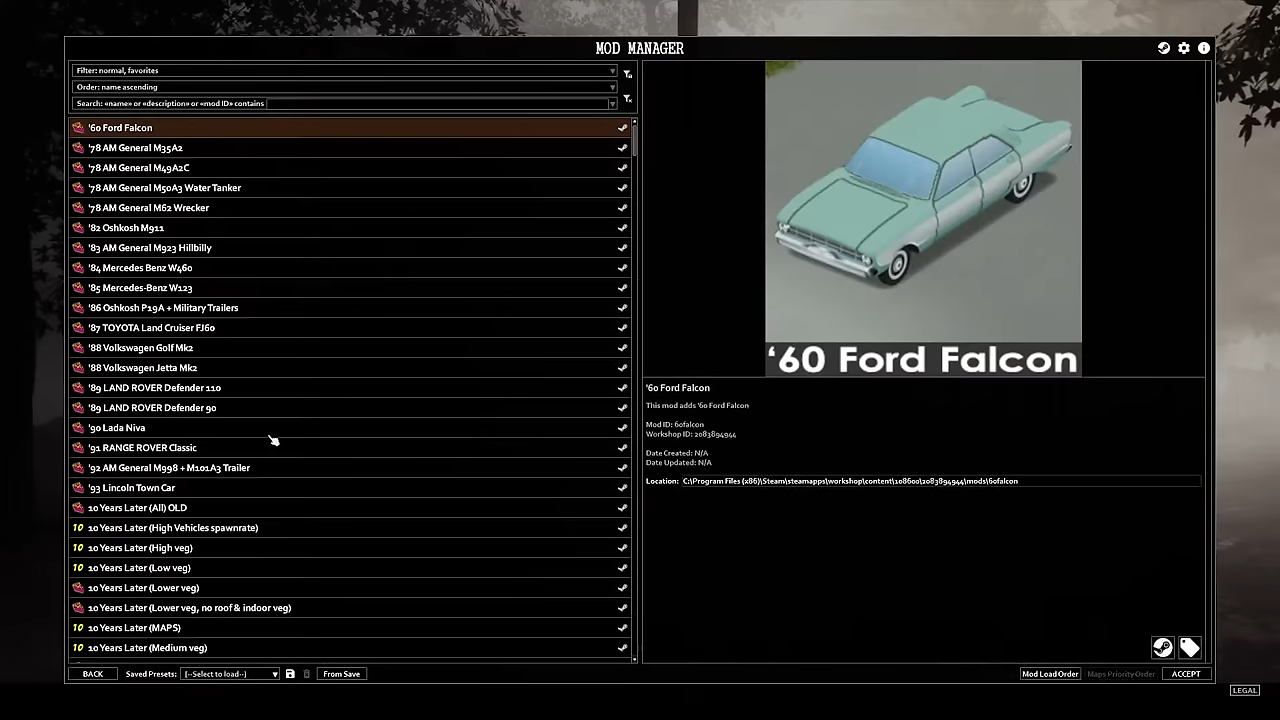 MOD MANAGER
Filter: normal, favorites
Order: name ascending
Search: «name» or «description» or «mod ID» contains
'60 Ford Falcon
'78 AM General M35A2
'78 AM General M49A2C
'78 AM General M50A3 Water Tanker
'78 AM General M62 Wrecker
'82 Oshkosh M911
'83 AM General M923 Hillbilly
'84 Mercedes Benz W460
'85 Mercedes-Benz W123
'86 Oshkosh P19A + Military Trailers
'87 TOYOTA Land Cruiser FJ60
'88 Volkswagen Golf Mk2
'88 Volkswagen Jetta Mk2
'89 LAND ROVER Defender 110
'89 LAND ROVER Defender 90
'90 Lada Niva
'91 RANGE ROVER Classic
'92 AM General M998 + M101A3 Trailer
'93 Lincoln Town Car
10 Years Later (All) OLD
10 10 Years Later (High Vehicles spawnrate)
10 10 Years Later (High veg)
10 10 Years Later (Low veg)
10 Years Later (Lower veg)
10 Years Later (Lower veg, no roof & indoor veg)
10 10 Years Later (MAPS)
10 10 Years Later (Medium veg)
'60 Ford Falcon
'60 Ford Falcon
This mod adds '60 Ford Falcon
Mod ID: 60falcon
Workshop ID: 2083894944
Date Created: N/A
Date Updated: N/A
Location: C:\Program Files (x86)\Steam\steamapps\workshop\content\108600\2083894944\mods\60falcon
BACK Saved Presets: [--Select to load--] From Save Mod Load Order Maps Priority Order ACCEPT
LEGAL